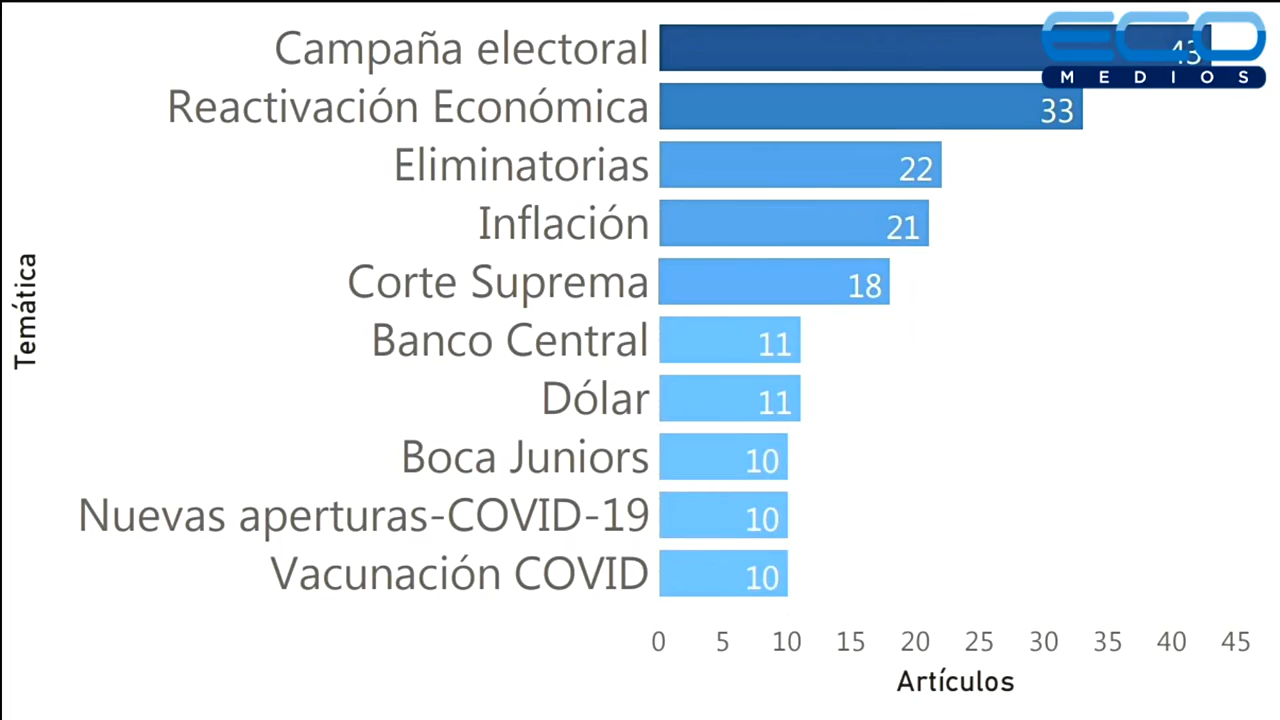 Campaña electoral 43
ECO
MEDIOS
Reactivación Económica 33
Eliminatorias 22
Inflación 21
Corte Suprema 18
Banco Central 11
Dólar 11
Boca Juniors 10
Nuevas aperturas-COVID-19 10
Vacunación COVID 10
Temática
0 5 10 15 20 25 30 35 40 45
Artículos